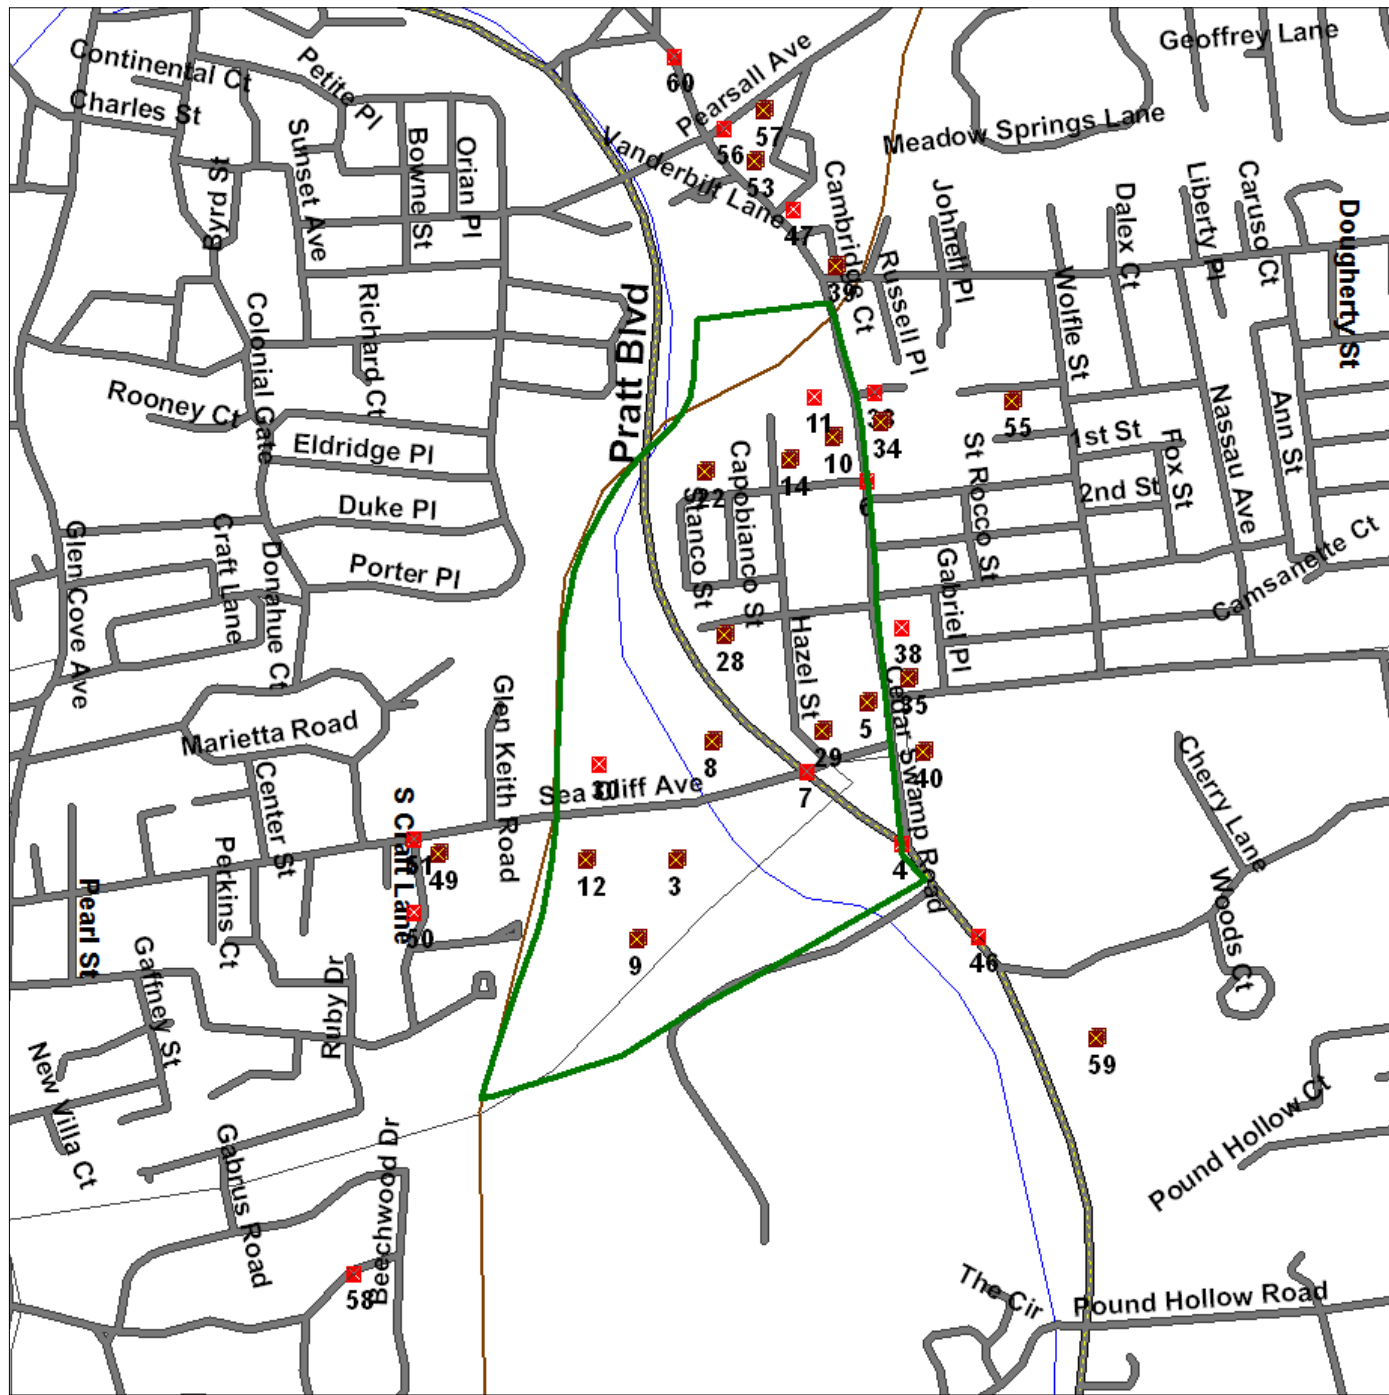 Geoffrey Lane
Continental Ct
Petite Pl
Pearsall Ave
60
Charles St
57
Meadow Springs Lane
Sunset Ave
Bowne St
Orian Pl
56
Vanderbilt Lane
53
Byrd St
Cambridge Ct
Johnell Pl
Dalex Ct
Liberty Pl
Caruso Ct
Dougherty St
47
39
Russell Pl
Wolfle St
Colonial Gate
Richard Ct
Pratt Blvd
Rooney Ct
11
34
55
Nassau Ave
Ann St
Eldridge Pl
10
1st St
Fox St
14
22
Capobianco St
St Rocco St
2nd St
Duke Pl
Stanco St
6
Camsanette Ct
Glen Cove Ave
Craft Lane
Donahue Ct
Porter Pl
Gabriel Pl
28
Hazel St
38
35
Marietta Road
Glen Keith Road
5
29
Cedar Swamp Road
8
40
Cherry Lane
Center St
30
Sea Cliff Ave
7
S Craft Lane
51
49
12
3
4
Perkins Ct
Pearl St
Woods Ct
50
9
46
Gaffney St
Ruby Dr
59
New Villa Ct
Pound Hollow Ct
Gabrus Road
Beechwood Dr
58
The Cir
Pound Hollow Road